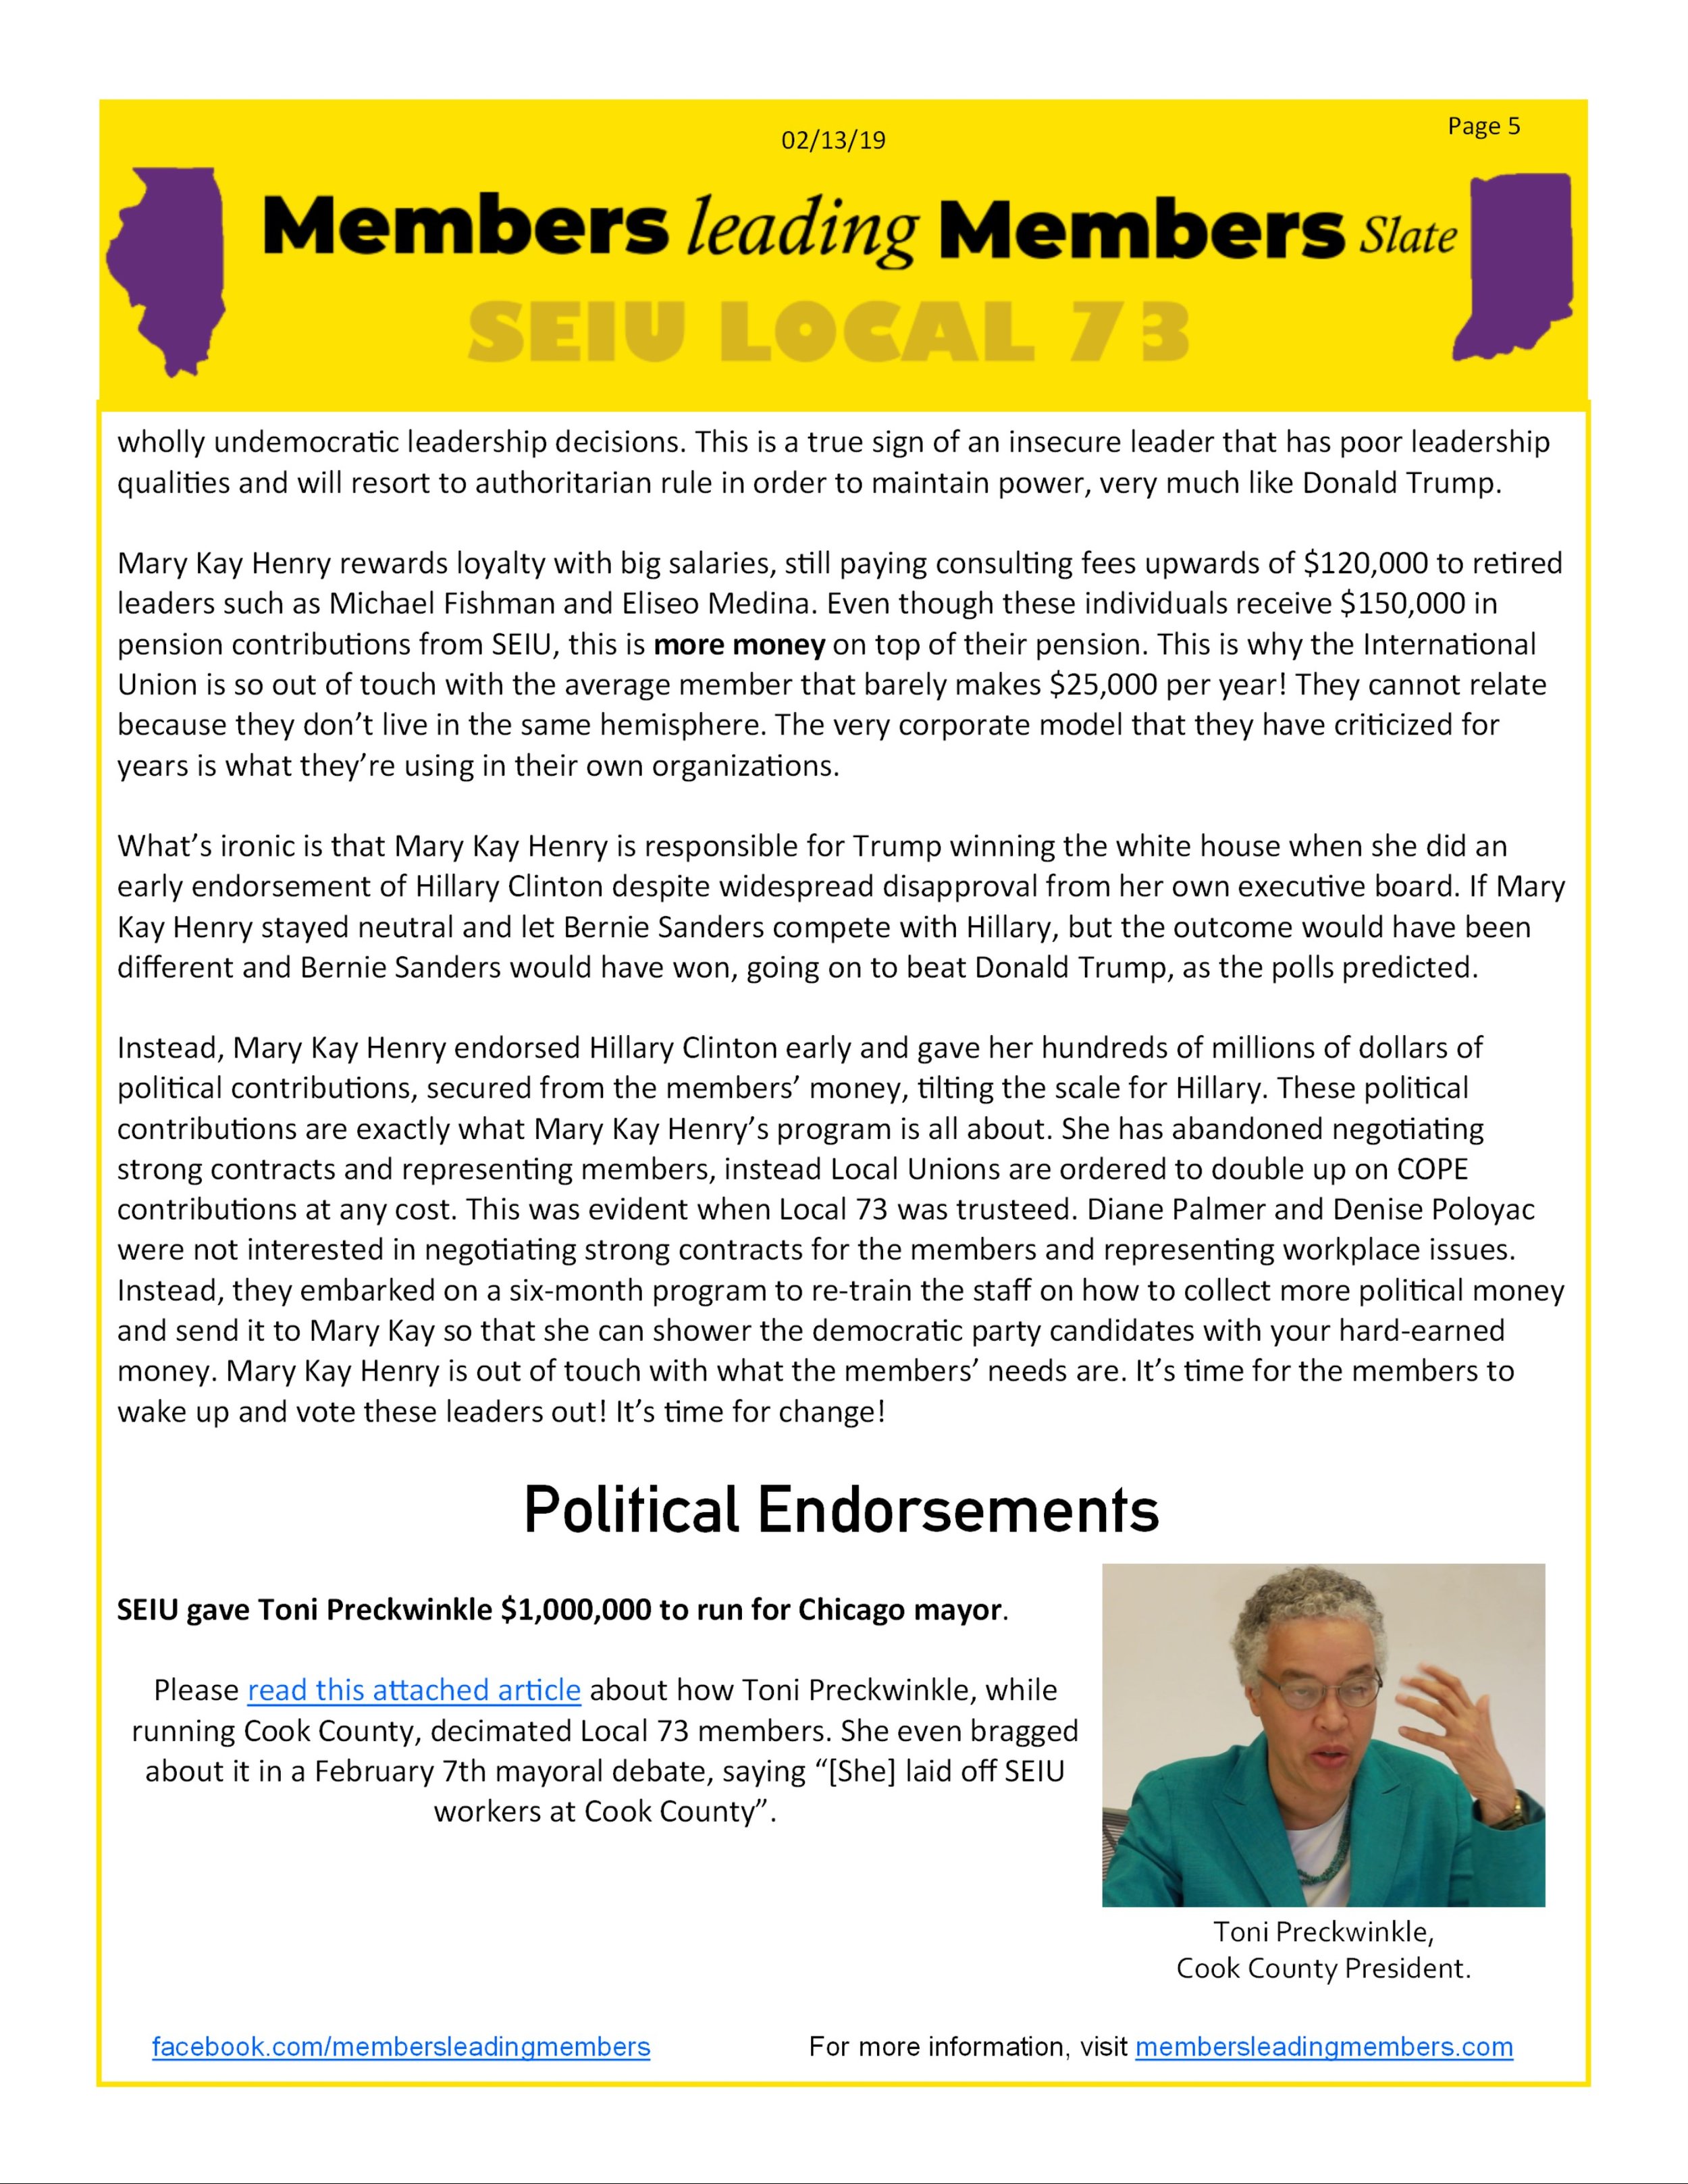 02/13/19
Page 5
Members leading Members Slate
SEIU LOCAL 73
wholly undemocratic leadership decisions. This is a true sign of an insecure leader that has poor leadership
qualities and will resort to authoritarian rule in order to maintain power, very much like Donald Trump.
Mary Kay Henry rewards loyalty with big salaries, still paying consulting fees upwards of $120,000 to retired
leaders such as Michael Fishman and Eliseo Medina. Even though these individuals receive $150,000 in
pension contributions from SEIU, this is more money on top of their pension. This is why the International
Union is so out of touch with the average member that barely makes $25,000 per year! They cannot relate
because they don’t live in the same hemisphere. The very corporate model that they have criticized for
years is what they’re using in their own organizations.
What’s ironic is that Mary Kay Henry is responsible for Trump winning the white house when she did an
early endorsement of Hillary Clinton despite widespread disapproval from her own executive board. If Mary
Kay Henry stayed neutral and let Bernie Sanders compete with Hillary, but the outcome would have been
different and Bernie Sanders would have won, going on to beat Donald Trump, as the polls predicted.
Instead, Mary Kay Henry endorsed Hillary Clinton early and gave her hundreds of millions of dollars of
political contributions, secured from the members’ money, tilting the scale for Hillary. These political
contributions are exactly what Mary Kay Henry’s program is all about. She has abandoned negotiating
strong contracts and representing members, instead Local Unions are ordered to double up on COPE
contributions at any cost. This was evident when Local 73 was trusteed. Diane Palmer and Denise Poloyac
were not interested in negotiating strong contracts for the members and representing workplace issues.
Instead, they embarked on a six-month program to re-train the staff on how to collect more political money
and send it to Mary Kay so that she can shower the democratic party candidates with your hard-earned
money. Mary Kay Henry is out of touch with what the members’ needs are. It’s time for the members to
wake up and vote these leaders out! It’s time for change!
Political Endorsements
SEIU gave Toni Preckwinkle $1,000,000 to run for Chicago mayor.
Please read this attached article about how Toni Preckwinkle, while
running Cook County, decimated Local 73 members. She even bragged
about it in a February 7th mayoral debate, saying “[She] laid off SEIU
workers at Cook County”.
Toni Preckwinkle,
Cook County President.
facebook.com/membersleadingmembers
For more information, visit membersleadingmembers.com